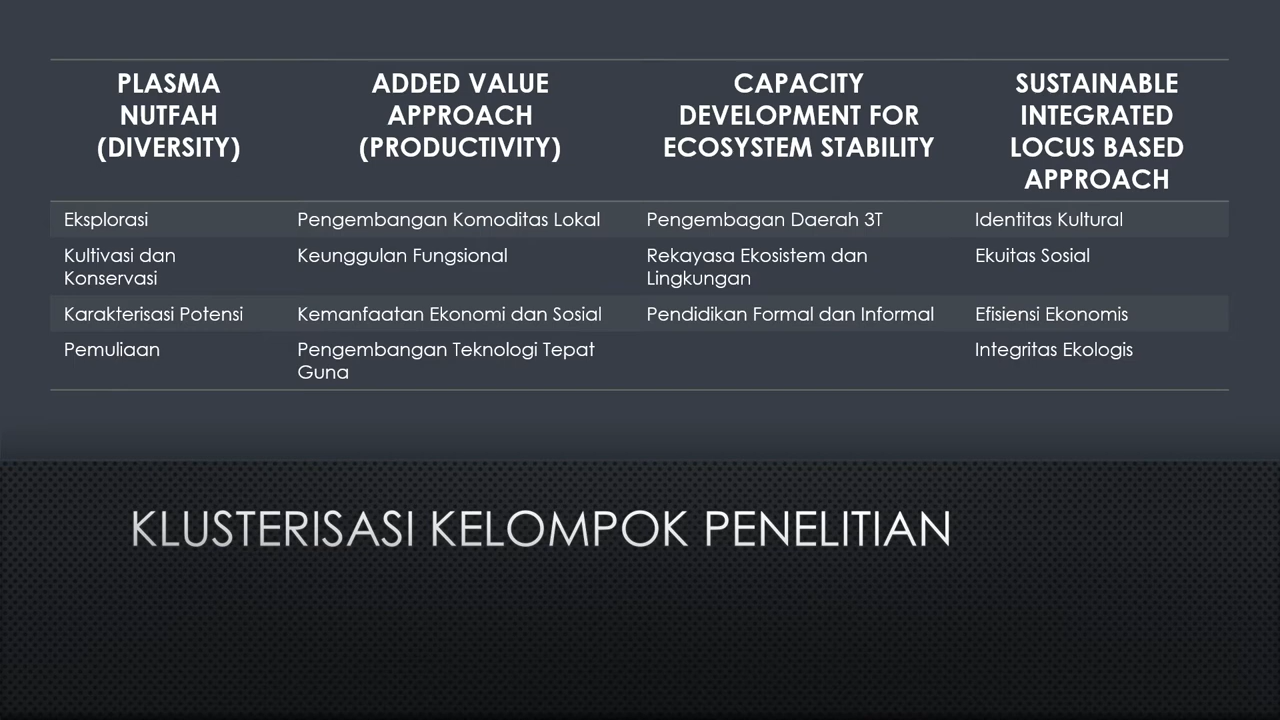 PLASMA
NUTFAH
(DIVERSITY)
ADDED VALUE
APPROACH
(PRODUCTIVITY)
CAPACITY
DEVELOPMENT FOR
ECOSYSTEM STABILITY
SUSTAINABLE
INTEGRATED
LOCUS BASED
APPROACH
Eksplorasi
Pengembangan Komoditas Lokal
Pengembagan Daerah 3T
Identitas Kultural
Kultivasi dan
Konservasi
Keunggulan Fungsional
Rekayasa Ekosistem dan
Lingkungan
Ekuitas Sosial
Karakterisasi Potensi
Kemanfaatan Ekonomi dan Sosial
Pendidikan Formal dan Informal
Efisiensi Ekonomis
Pemuliaan
Pengembangan Teknologi Tepat
Guna
Integritas Ekologis
KLUSTERISASI KELOMPOK PENELITIAN